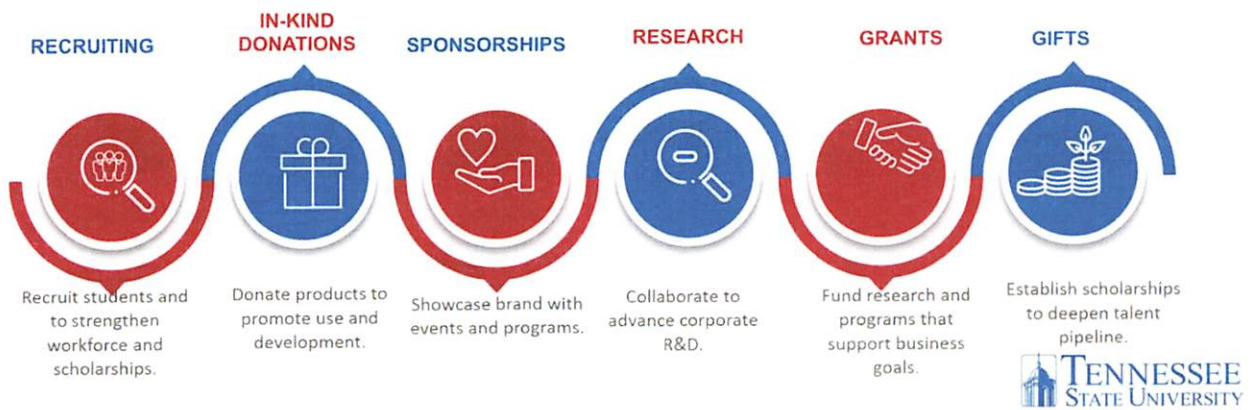 RECRUITING
IN-KIND
DONATIONS
SPONSORSHIPS
RESEARCH
GRANTS
GIFTS
Recruit students and
to strengthen
workforce and
scholarships.
Donate products to
promote use and
development.
Showcase brand with
events and programs.
Collaborate to
advance corporate
R&D.
Fund research and
programs that
support business
goals.
Establish scholarships
to deepen talent
pipeline.
TENNESSEE
STATE UNIVERSITY